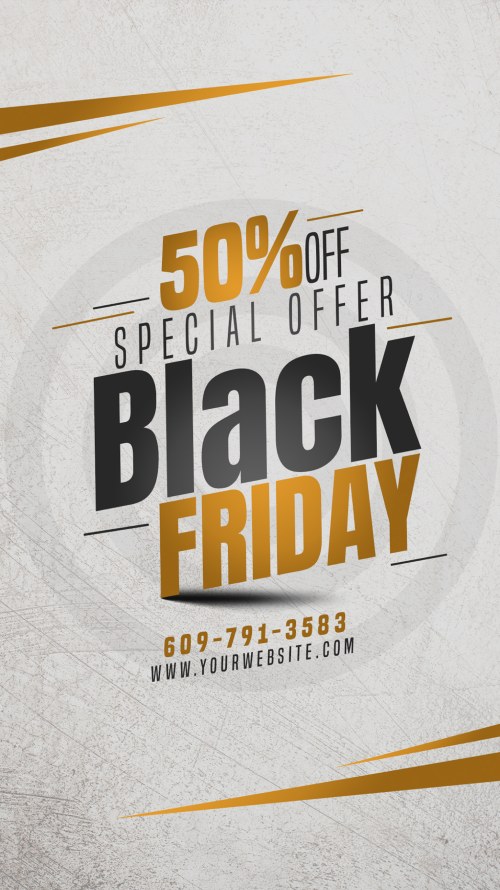 50% OFF
SPECIAL OFFER
Black
FRIDAY
609-791-3583
WWW.YOURWEBSITE.COM